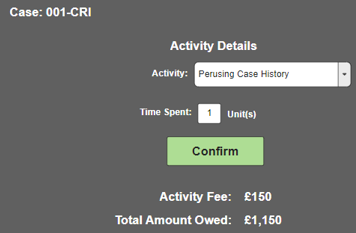 Case: 001-CRI
Activity Details
Activity: Perusing Case History
Time Spent: 1 Unit(s)
Confirm
Activity Fee: £150
Total Amount Owed: £1,150